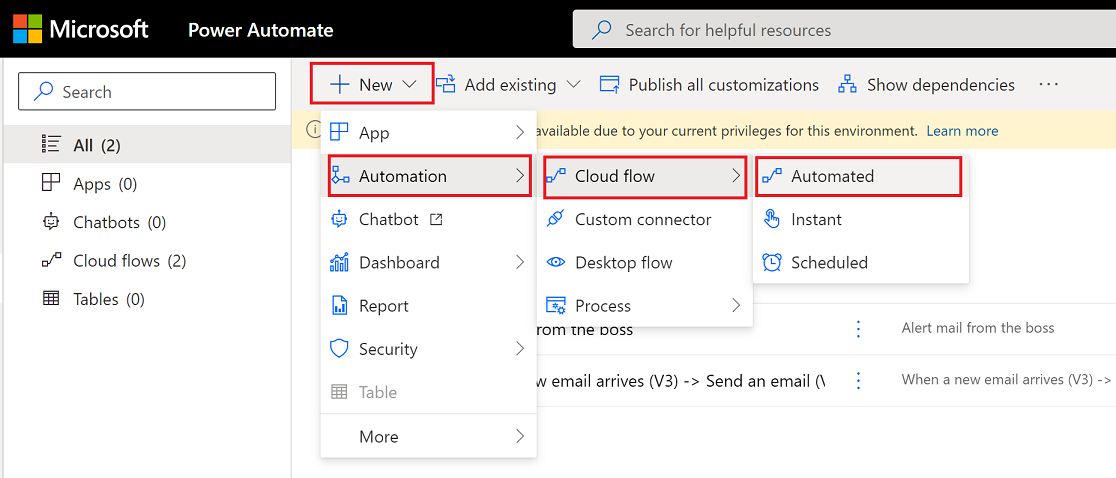 Microsoft Power Automate Search for helpful resources
Search
New Add existing Publish all customizations Show dependencies ...
available due to your current privileges for this environment. Learn more
All (2)
Apps (0)
Chatbots (0)
Cloud flows (2)
Tables (0)
App
Automation
Chatbot
Dashboard
Report
Security
Table
More
Cloud flow
Custom connector
Desktop flow
Process
Automated
Instant
Scheduled
om the boss Alert mail from the boss
w email arrives (V3) -> Send an email (V When a new email arrives (V3) ->